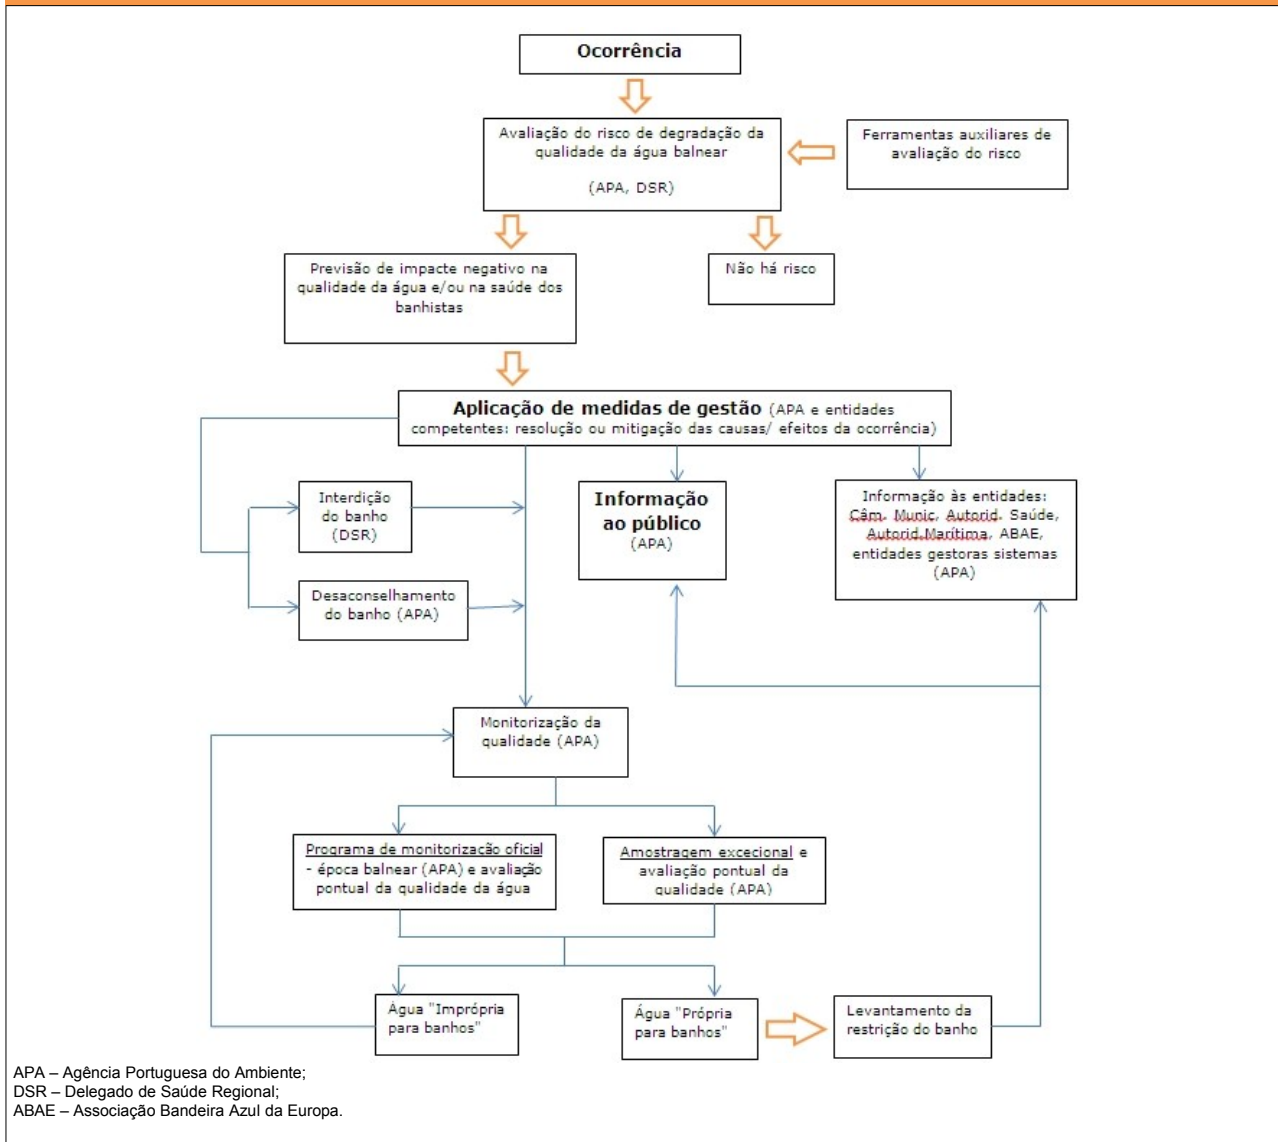 Ocorrência
Avaliação do risco de degradação da
qualidade da água balnear
(APA, DSR)
Ferramentas auxiliares de
avaliação do risco
Previsão de impacte negativo na
qualidade da água e/ou na saúde dos
banhistas
Não há risco
Aplicação de medidas de gestão (APA e entidades
competentes: resolução ou mitigação das causas/ efeitos da ocorrência)
Interdição
do banho
(DSR)
Informação
ao público
(APA)
Informação às entidades:
Câm. Munic, Autorid. Saúde,
Autorid.Marítima, ABAE,
entidades gestoras sistemas
(APA)
Desaconselhamento
do banho (APA)
Monitorização da
qualidade (APA)
Programa de monitorização oficial
- época balnear (APA) e avaliação
pontual da qualidade da água
Amostragem excecional e
avaliação pontual da
qualidade (APA)
Água "Imprópria
para banhos"
Água "Própria
para banhos"
Levantamento da
restrição do banho
APA – Agência Portuguesa do Ambiente;
DSR – Delegado de Saúde Regional;
ABAE – Associação Bandeira Azul da Europa.